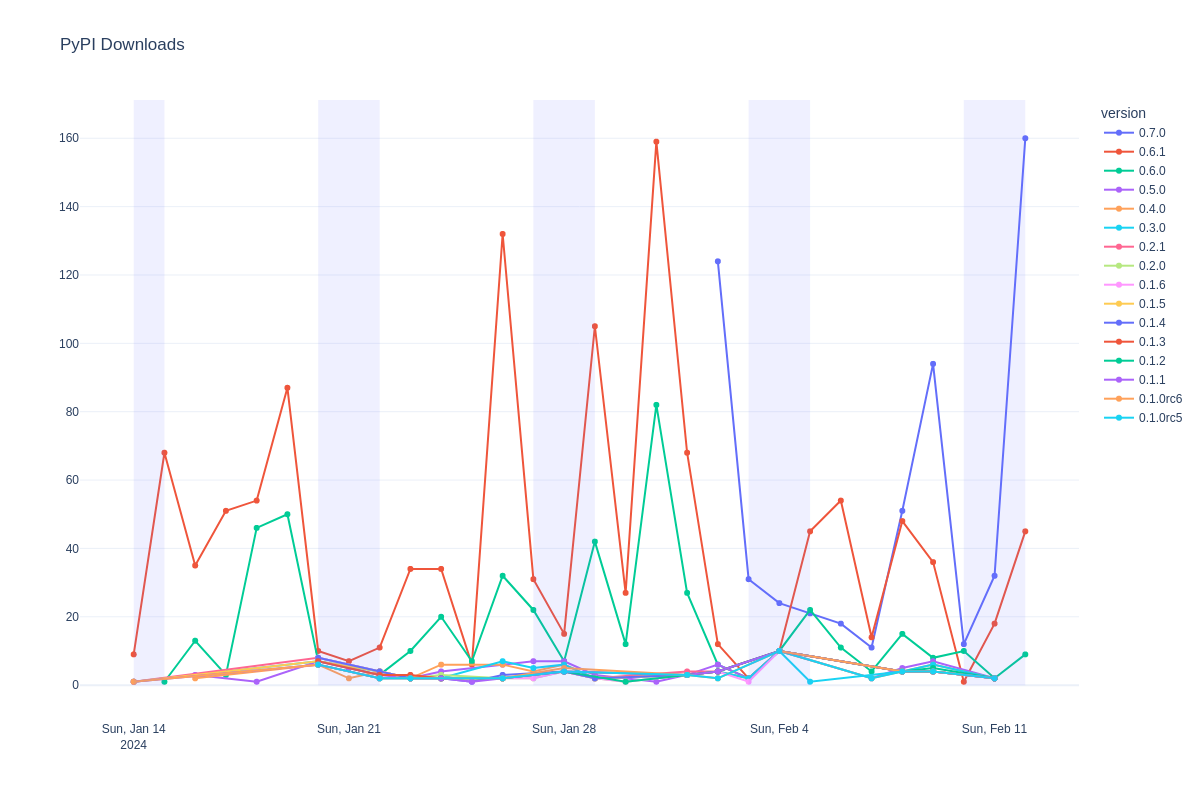 PyPI Downloads
version
0.7.0
0.6.1
0.6.0
0.5.0
0.4.0
0.3.0
0.2.1
0.2.0
0.1.6
0.1.5
0.1.4
0.1.3
0.1.2
0.1.1
0.1.0rc6
0.1.0rc5
160
140
120
100
80
60
40
20
0
Sun, Jan 14
2024
Sun, Jan 21
Sun, Jan 28
Sun, Feb 4
Sun, Feb 11